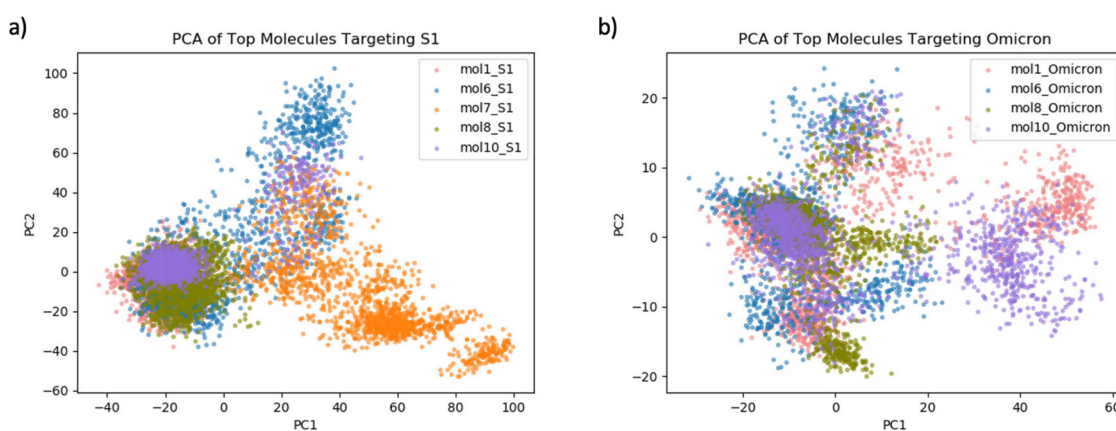 a)
PCA of Top Molecules Targeting S1
mol1_S1
mol6_S1
mol7_S1
mol8_S1
mol10_S1
100
80
60
40
20
0
−20
−40
−60
PC2
−40
−20
0
20
40
60
80
100
PC1
b)
PCA of Top Molecules Targeting Omicron
mol1_Omicron
mol6_Omicron
mol8_Omicron
mol10_Omicron
20
10
0
−10
−20
PC2
−20
0
20
40
60
PC1